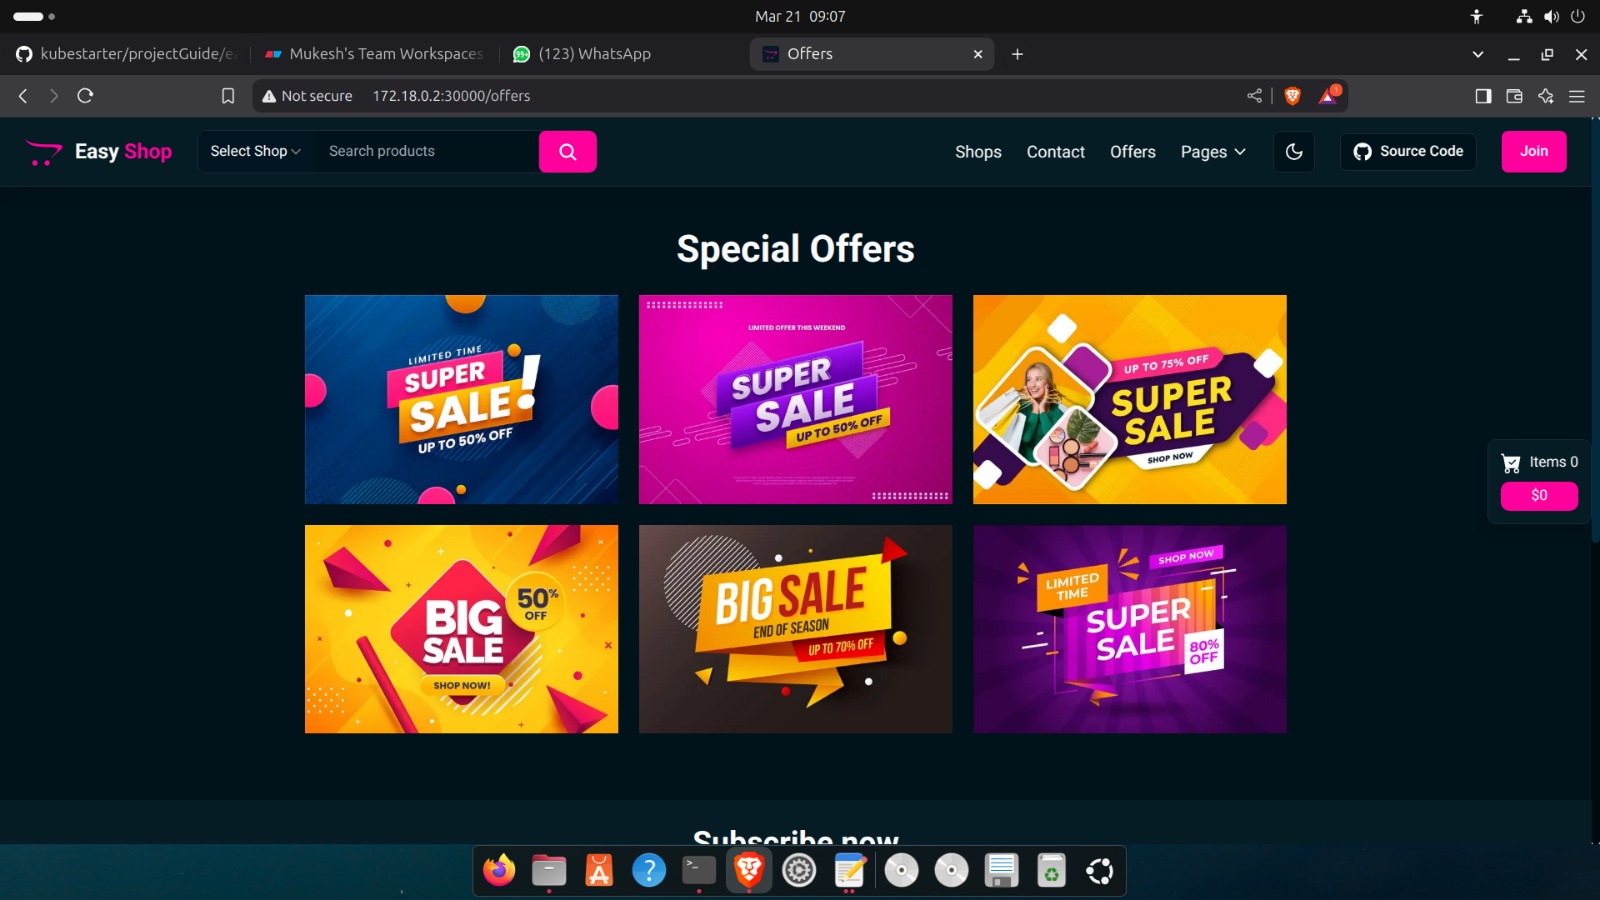 Mar 21 09:07
kubestarter/projectGuide/ea
Mukesh's Team Workspaces
(123) WhatsApp
Offers
Not secure 172.18.0.2:30000/offers
1
Easy Shop
Select Shop
Search products
Shops
Contact
Offers
Pages
Source Code
Join
Special Offers
LIMITED TIME
SUPER
SALE!
UP TO 50% OFF
LIMITED OFFER THIS WEEKEND
SUPER
SALE
UP TO 50% OFF
UP TO 75% OFF
SUPER
SALE
SHOP NOW
Items 0
$0
BIG
SALE
50%
OFF
SHOP NOW!
BIG SALE
END OF SEASON
UP TO 70% OFF
SHOP NOW
LIMITED
TIME
SUPER
SALE
80%
OFF
Subscribe now